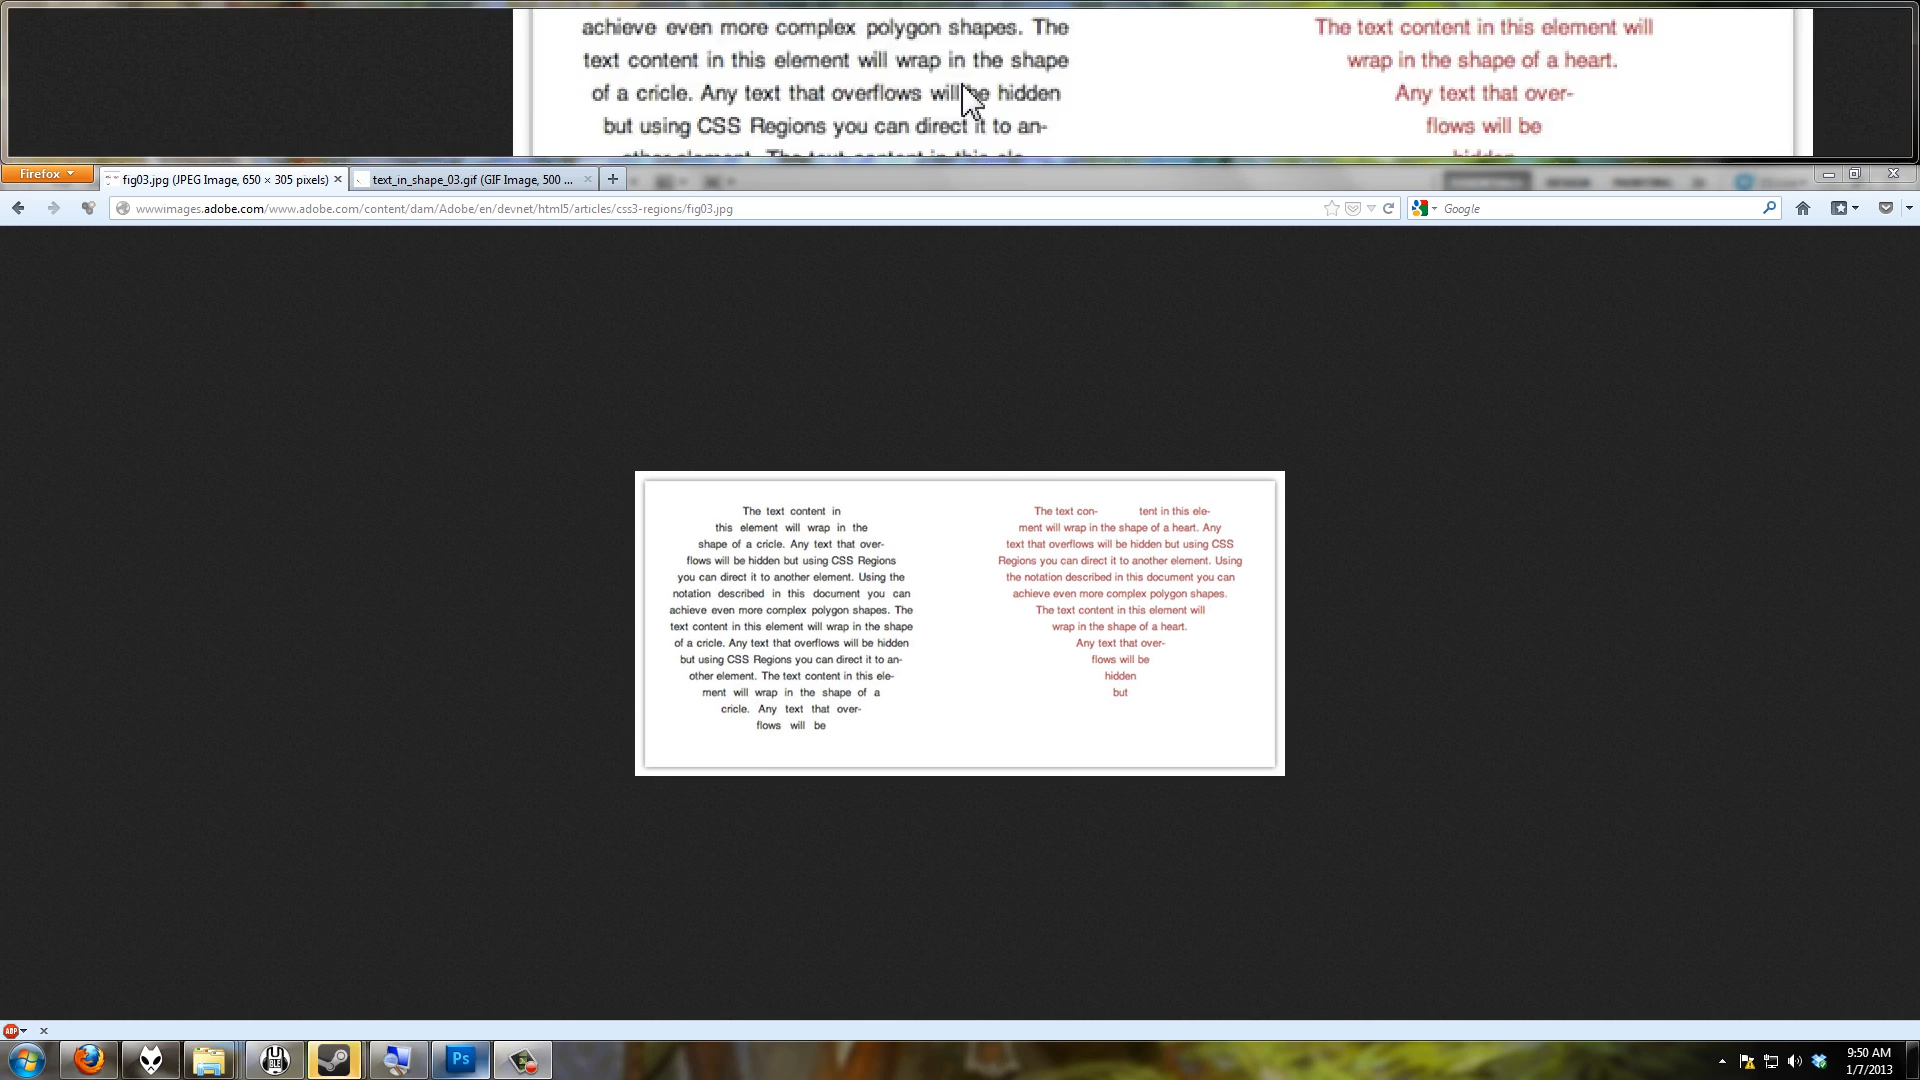 achieve even more complex polygon shapes. The
text content in this element will wrap in the shape
of a cricle. Any text that overflows will be hidden
but using CSS Regions you can direct it to an-
other element. The text content in this ele-
The text content in this element will
wrap in the shape of a heart.
Any text that over-
flows will be
hidden
Firefox
fig03.jpg (JPEG Image, 650 × 305 pixels)
text_in_shape_03.gif (GIF Image, 500 ...
wwwimages.adobe.com/www.adobe.com/content/dam/Adobe/en/devnet/html5/articles/css3-regions/fig03.jpg
Google
The text content in
this element will wrap in the
shape of a cricle. Any text that over-
flows will be hidden but using CSS Regions
you can direct it to another element. Using the
notation described in this document you can
achieve even more complex polygon shapes. The
text content in this element will wrap in the shape
of a cricle. Any text that overflows will be hidden
but using CSS Regions you can direct it to an-
other element. The text content in this ele-
ment will wrap in the shape of a
cricle. Any text that over-
flows will be
The text con- tent in this ele-
ment will wrap in the shape of a heart. Any
text that overflows will be hidden but using CSS
Regions you can direct it to another element. Using
the notation described in this document you can
achieve even more complex polygon shapes.
The text content in this element will
wrap in the shape of a heart.
Any text that over-
flows will be
hidden
but
ABP
Ps
9:50 AM
1/7/2013